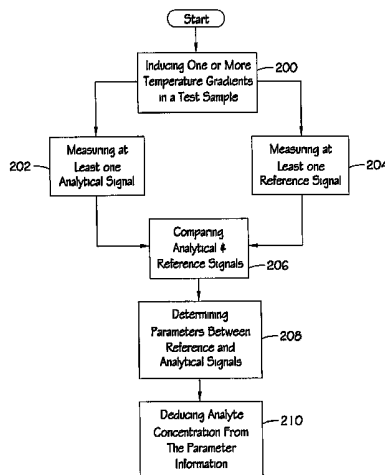 Start
Inducing One or More
Temperature Gradients
in a Test Sample
200
Measuring at
Least one
Analytical Signal
202
Measuring at
Least One
Reference Signal
204
Comparing
Analytical &
Reference Signals
206
Determining
Parameters Between
Reference and
Analytical Signals
208
Deducing Analyte
Concentration From
The Parameter
Information
210